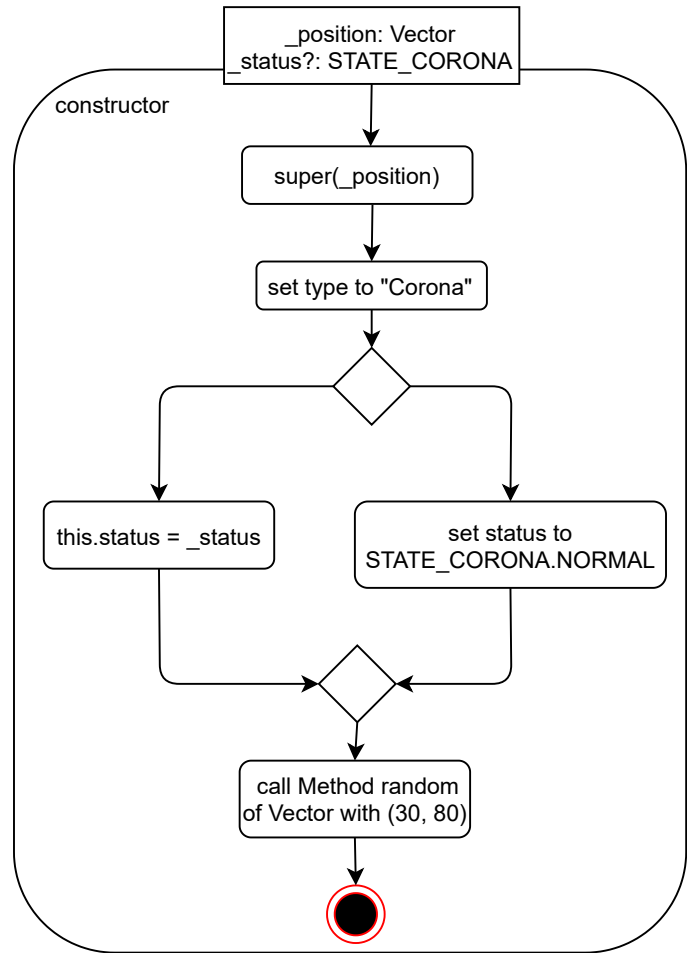 _position: Vector
_status?: STATE_CORONA
constructor
super(_position)
set type to "Corona"
this.status = _status
set status to
STATE_CORONA.NORMAL
call Method random
of Vector with (30, 80)